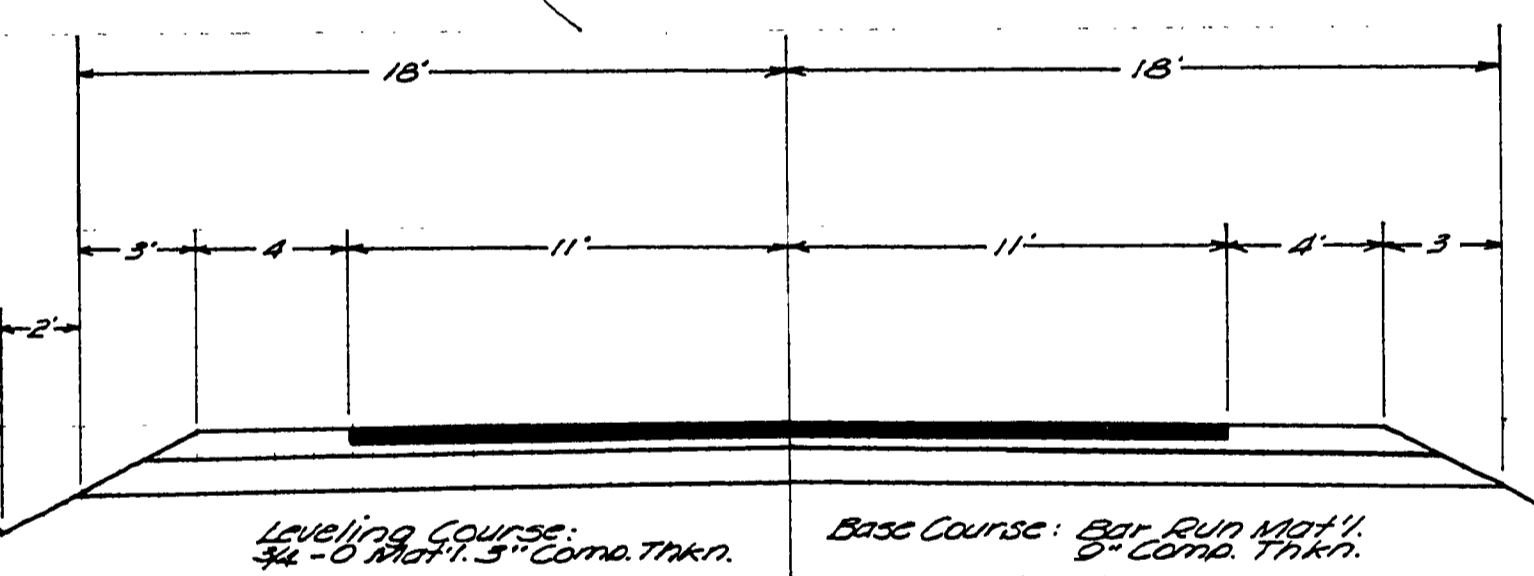 18' 18'
3' 4 11' 11' 4' 3
2'
Leveling Course:
3/4 - 0 Mat'l. 3" Comp. Thkn.
Base Course: Bar Run Mat'l.
9" Comp. Thkn.